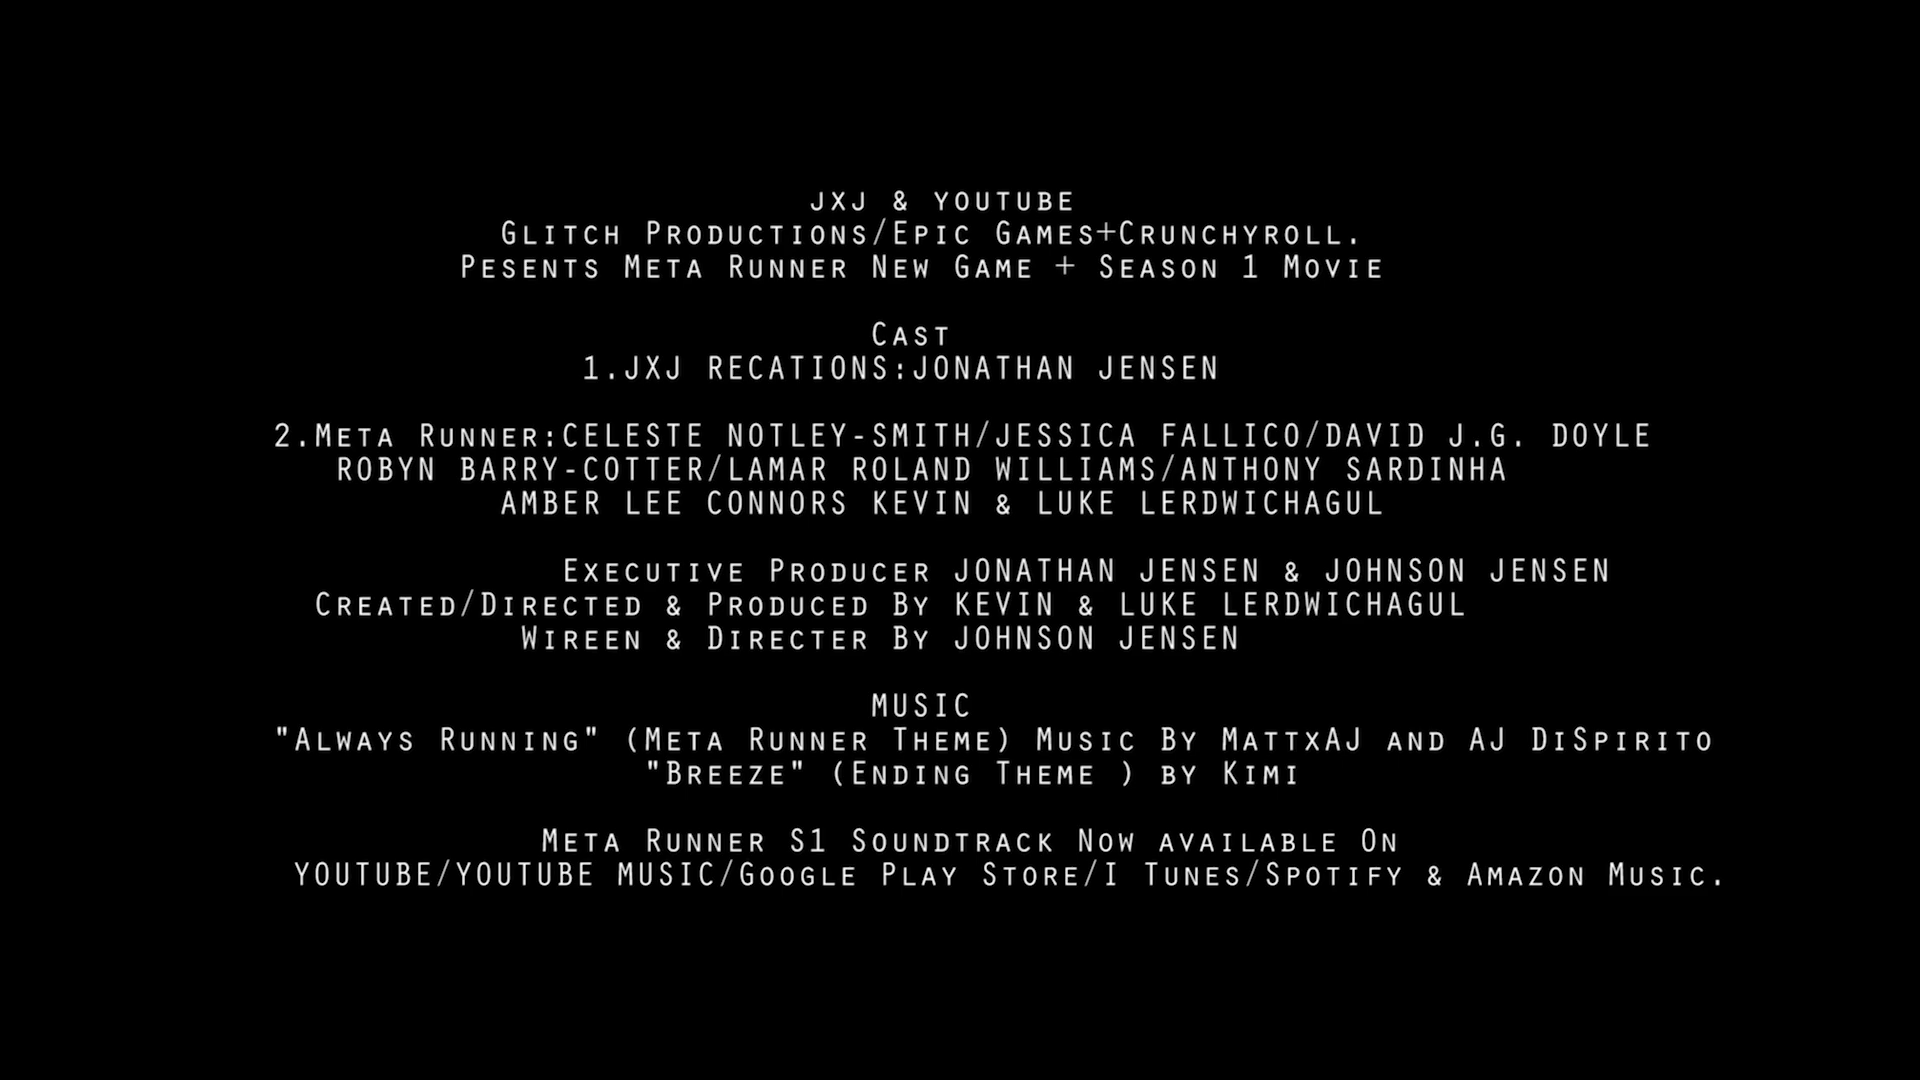 JXJ & YOUTUBE
Glitch Productions/Epic Games+Crunchyroll.
Pesents Meta Runner New Game + Season 1 Movie
Cast
1.JXJ RECATIONS:JONATHAN JENSEN
2.Meta Runner:CELESTE NOTLEY-SMITH/JESSICA FALLICO/DAVID J.G. DOYLE
ROBYN BARRY-COTTER/LAMAR ROLAND WILLIAMS/ANTHONY SARDINHA
AMBER LEE CONNORS KEVIN & LUKE LERDWICHAGUL
Executive Producer JONATHAN JENSEN & JOHNSON JENSEN
Created/Directed & Produced By KEVIN & LUKE LERDWICHAGUL
Wireen & Directer By JOHNSON JENSEN
MUSIC
"Always Running" (Meta Runner Theme) Music By MattxAJ and AJ DiSpirito
"Breeze" (Ending Theme ) by Kimi
Meta Runner S1 Soundtrack Now available On
YOUTUBE/YOUTUBE MUSIC/Google Play Store/I Tunes/Spotify & Amazon Music.